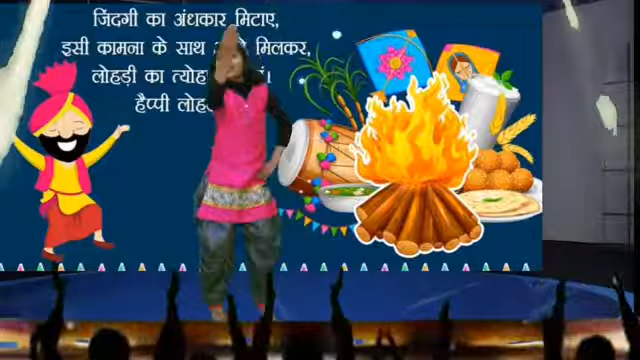 जिंदगी का अंधकार मिटाए,
इसी कामना के साथ मिलकर,
लोहड़ी का
हैप्पी